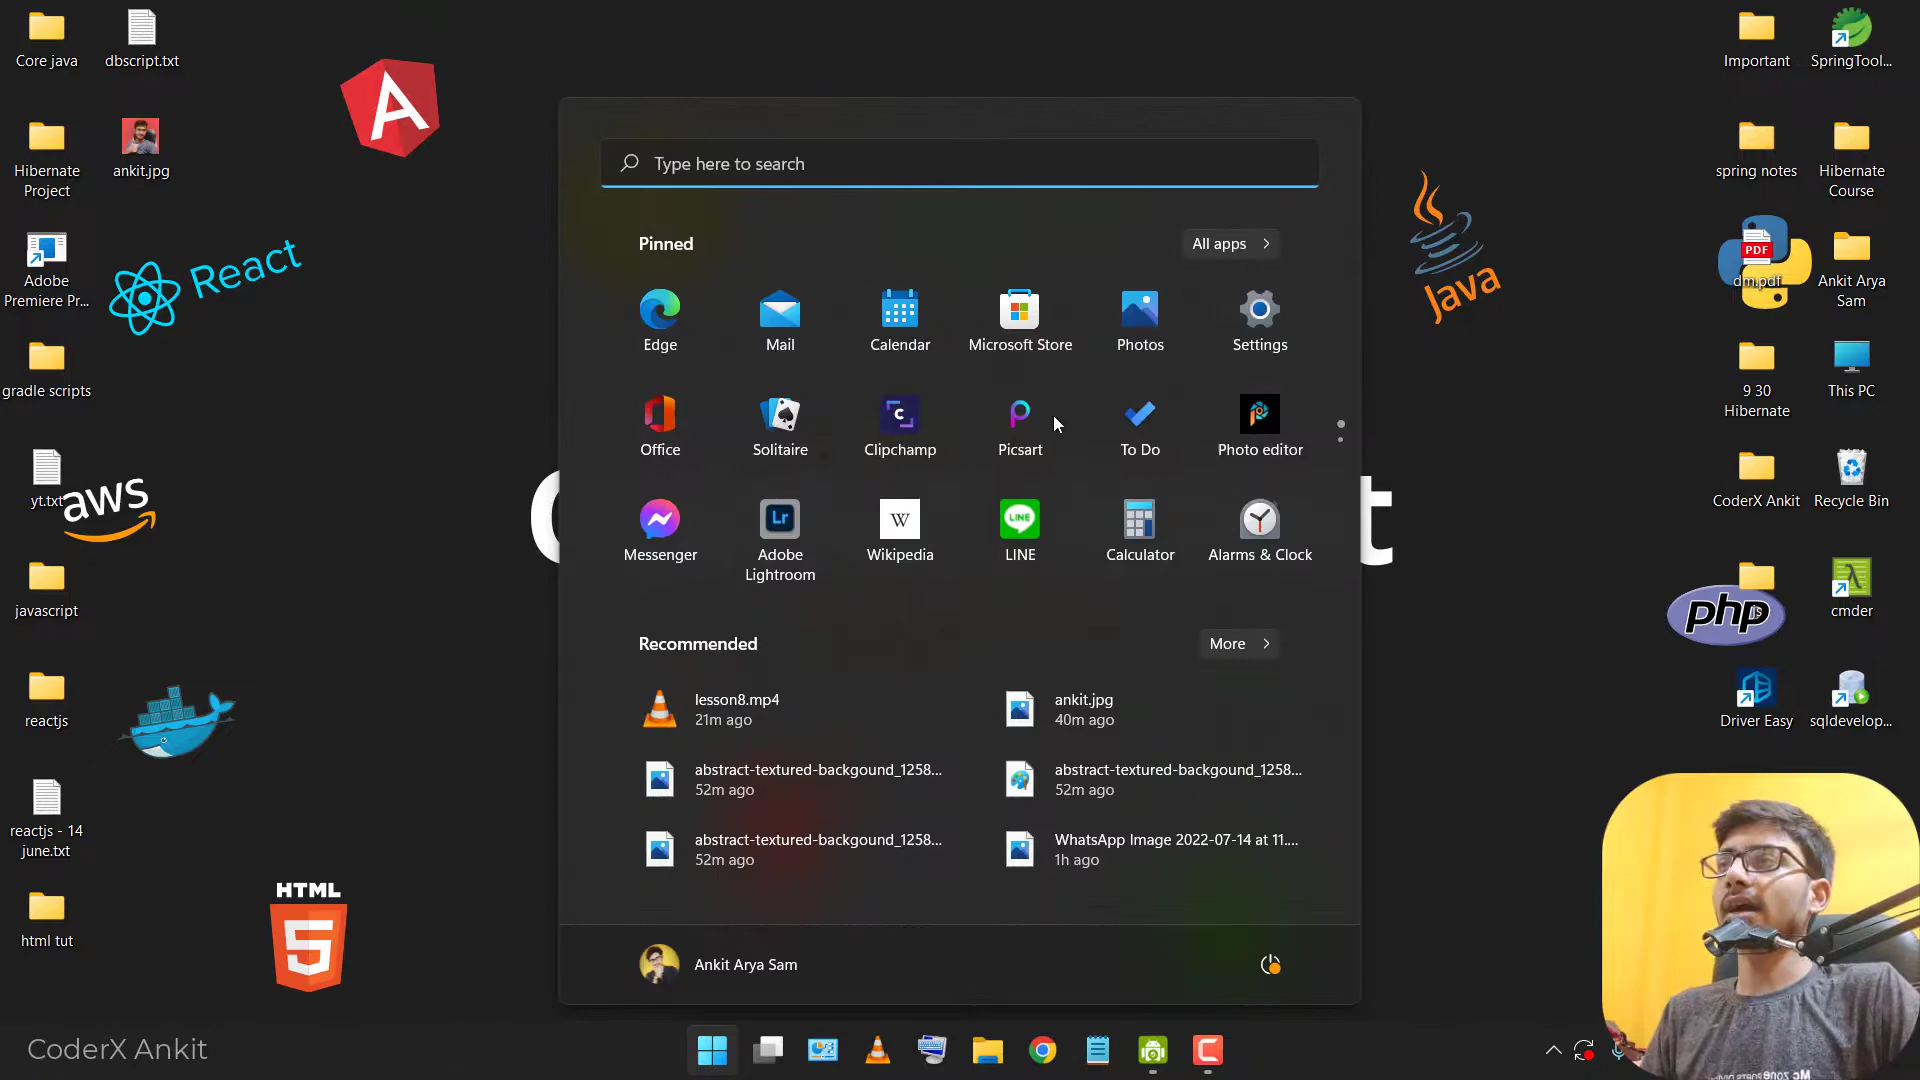 Core java
dbscript.txt
Hibernate
Project
ankit.jpg
Adobe
Premiere Pr...
React
gradle scripts
yt.txt
aws
javascript
reactjs
reactjs - 14
june.txt
HTML
5
html tut
CoderX Ankit
Type here to search
Pinned
All apps
Edge
Mail
Calendar
Microsoft Store
Photos
Settings
Office
Solitaire
Clipchamp
Picsart
To Do
Photo editor
Messenger
Lr
Adobe
Lightroom
W
Wikipedia
LINE
LINE
Calculator
Alarms & Clock
Recommended
More
lesson8.mp4
21m ago
ankit.jpg
40m ago
abstract-textured-backgound_1258...
52m ago
abstract-textured-backgound_1258...
52m ago
abstract-textured-backgound_1258...
52m ago
WhatsApp Image 2022-07-14 at 11....
1h ago
Ankit Arya Sam
Java
Important
SpringTool...
spring notes
Hibernate
Course
PDF
dm.pdf
Ankit Arya
Sam
9 30
Hibernate
This PC
CoderX Ankit
Recycle Bin
php
js
cmder
Driver Easy
sqldevelop...